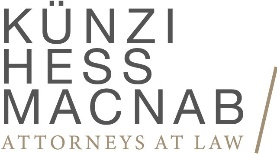 KÜNZI
HESS
MACNAB
ATTORNEYS AT LAW